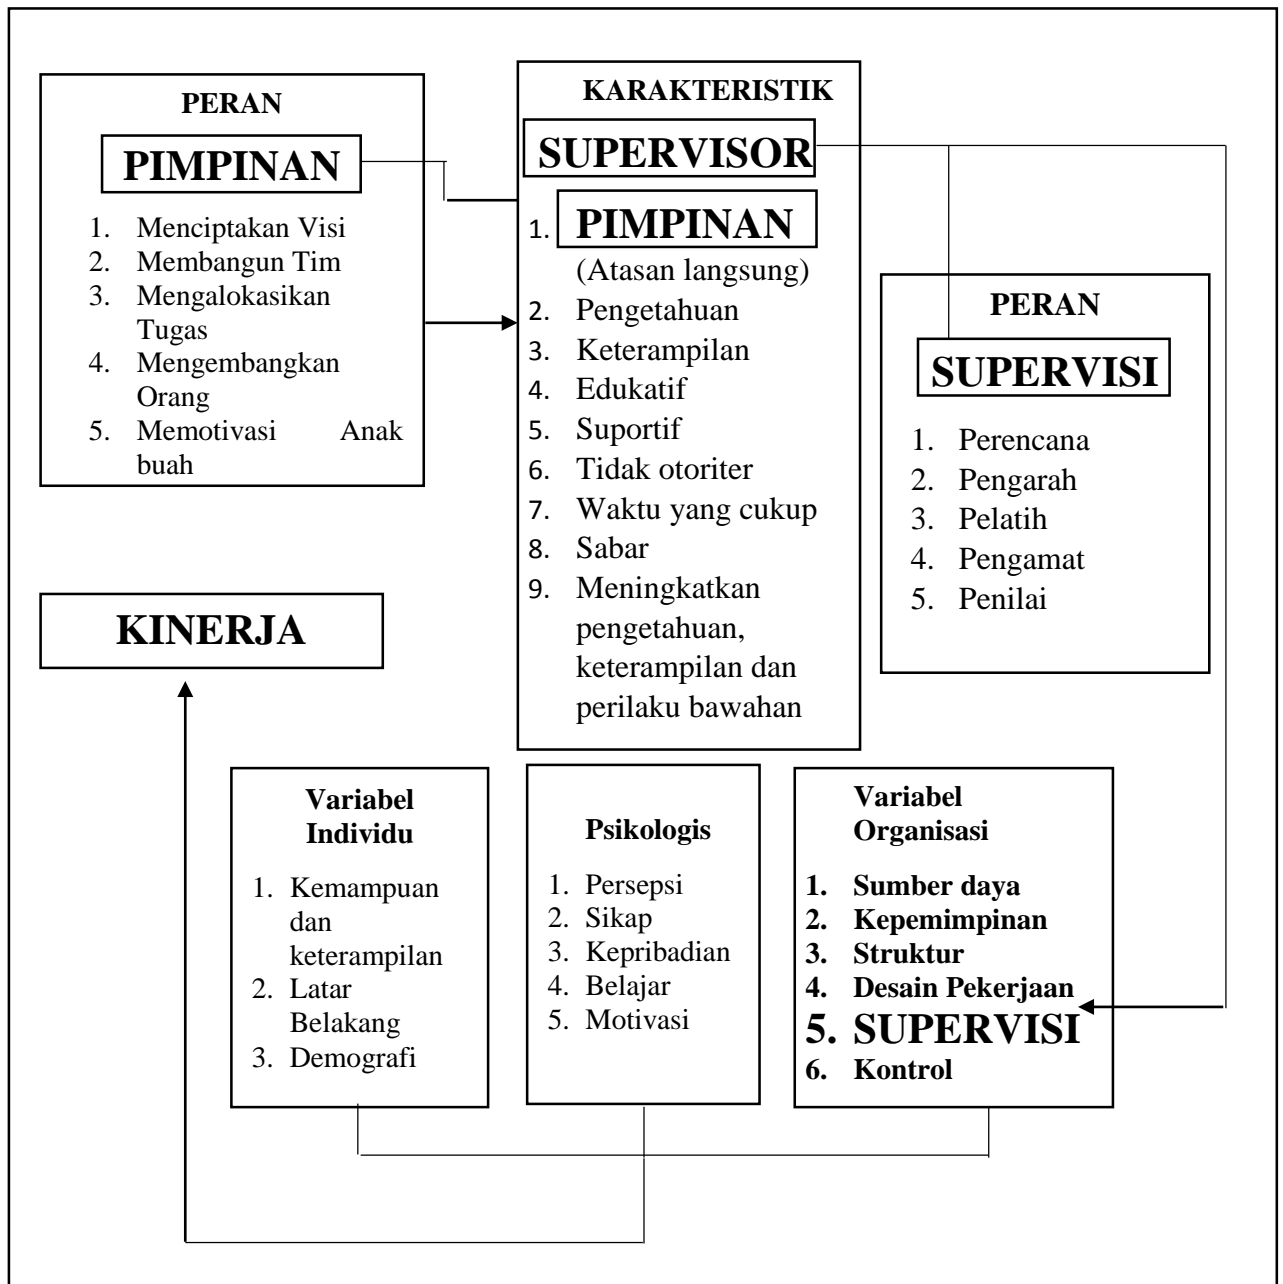 PERAN
PIMPINAN
1. Menciptakan Visi
2. Membangun Tim
3. Mengalokasikan
Tugas
4. Mengembangkan
Orang
5. Memotivasi Anak
buah
KARAKTERISTIK
SUPERVISOR
1. PIMPINAN
(Atasan langsung)
2. Pengetahuan
3. Keterampilan
4. Edukatif
5. Suportif
6. Tidak otoriter
7. Waktu yang cukup
8. Sabar
9. Meningkatkan
pengetahuan,
keterampilan dan
perilaku bawahan
PERAN
SUPERVISI
1. Perencana
2. Pengarah
3. Pelatih
4. Pengamat
5. Penilai
KINERJA
Variabel
Individu
1. Kemampuan
dan
keterampilan
2. Latar
Belakang
3. Demografi
Psikologis
1. Persepsi
2. Sikap
3. Kepribadian
4. Belajar
5. Motivasi
Variabel
Organisasi
1. Sumber daya
2. Kepemimpinan
3. Struktur
4. Desain Pekerjaan
5. SUPERVISI
6. Kontrol